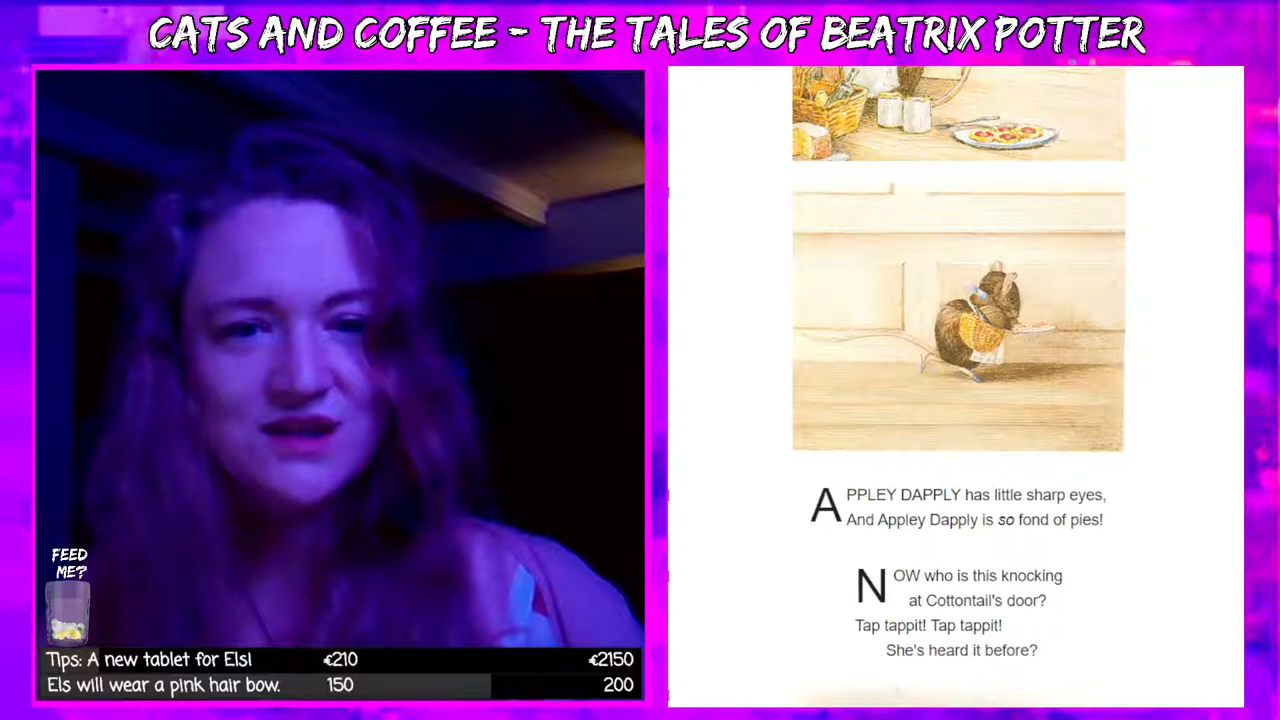 CATS AND COFFEE - THE TALES OF BEATRIX POTTER
FEED
ME?
Tips: A new tablet for Els! €210 €2150
Els will wear a pink hair bow. 150 200
APPLEY DAPPLY has little sharp eyes,
And Appley Dapply is so fond of pies!
NOW who is this knocking
at Cottontail's door?
Tap tappit! Tap tappit!
She's heard it before?